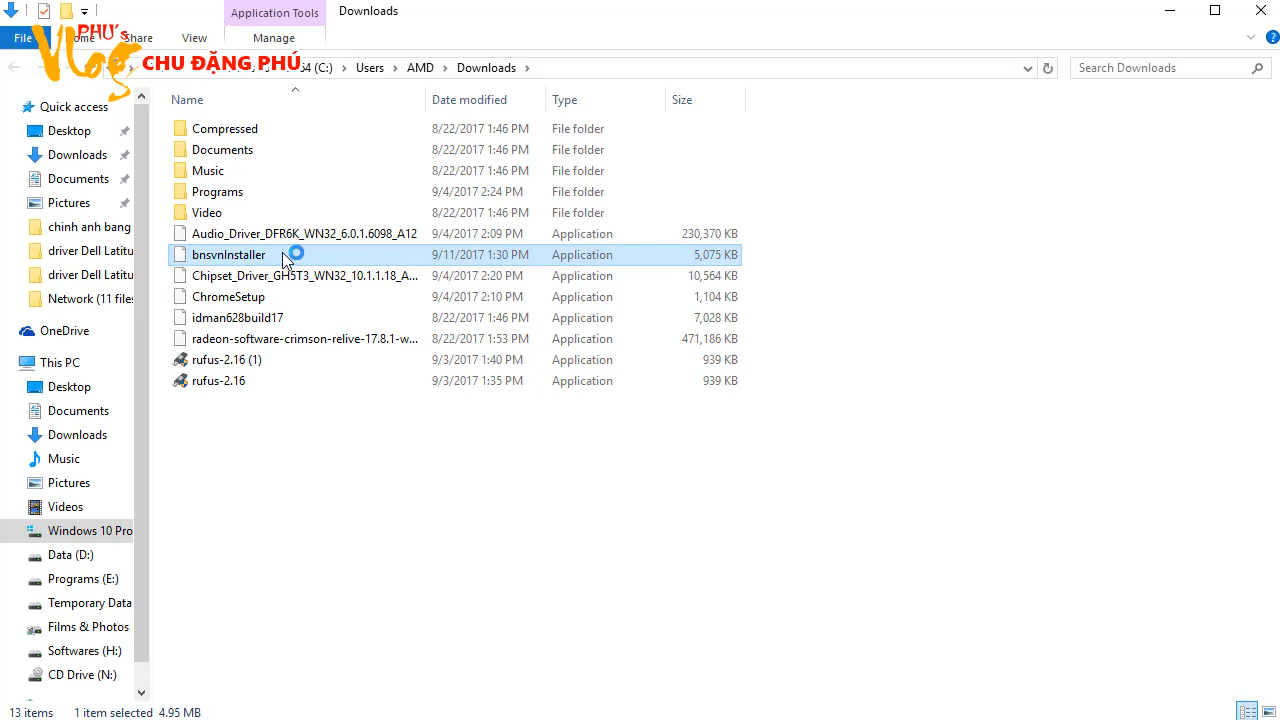 Application Tools
Downloads
File
Home
Share
View
Manage
PHU's
Vlog
CHU ĐẶNG PHÚ
(C:) > Users > AMD > Downloads >
Search Downloads
Name
Date modified
Type
Size
Quick access
Desktop
Downloads
Documents
Pictures
chinh anh bang
driver Dell Latitu
driver Dell Latitu
Network (11 files
OneDrive
This PC
Desktop
Documents
Downloads
Music
Pictures
Videos
Windows 10 Pro
Data (D:)
Programs (E:)
Temporary Data
Films & Photos
Softwares (H:)
CD Drive (N:)
Compressed 8/22/2017 1:46 PM File folder
Documents 8/22/2017 1:46 PM File folder
Music 8/22/2017 1:46 PM File folder
Programs 9/4/2017 2:24 PM File folder
Video 8/22/2017 1:46 PM File folder
Audio_Driver_DFR6K_WN32_6.0.1.6098_A12 9/4/2017 2:09 PM Application 230,370 KB
bnsvnInstaller 9/11/2017 1:30 PM Application 5,075 KB
Chipset_Driver_GH5T3_WN32_10.1.1.18_A... 9/4/2017 2:20 PM Application 10,564 KB
ChromeSetup 9/4/2017 2:10 PM Application 1,104 KB
idman628build17 8/22/2017 1:46 PM Application 7,028 KB
radeon-software-crimson-relive-17.8.1-w... 8/22/2017 1:53 PM Application 471,186 KB
rufus-2.16 (1) 9/3/2017 1:40 PM Application 939 KB
rufus-2.16 9/3/2017 1:35 PM Application 939 KB
13 items
1 item selected 4.95 MB